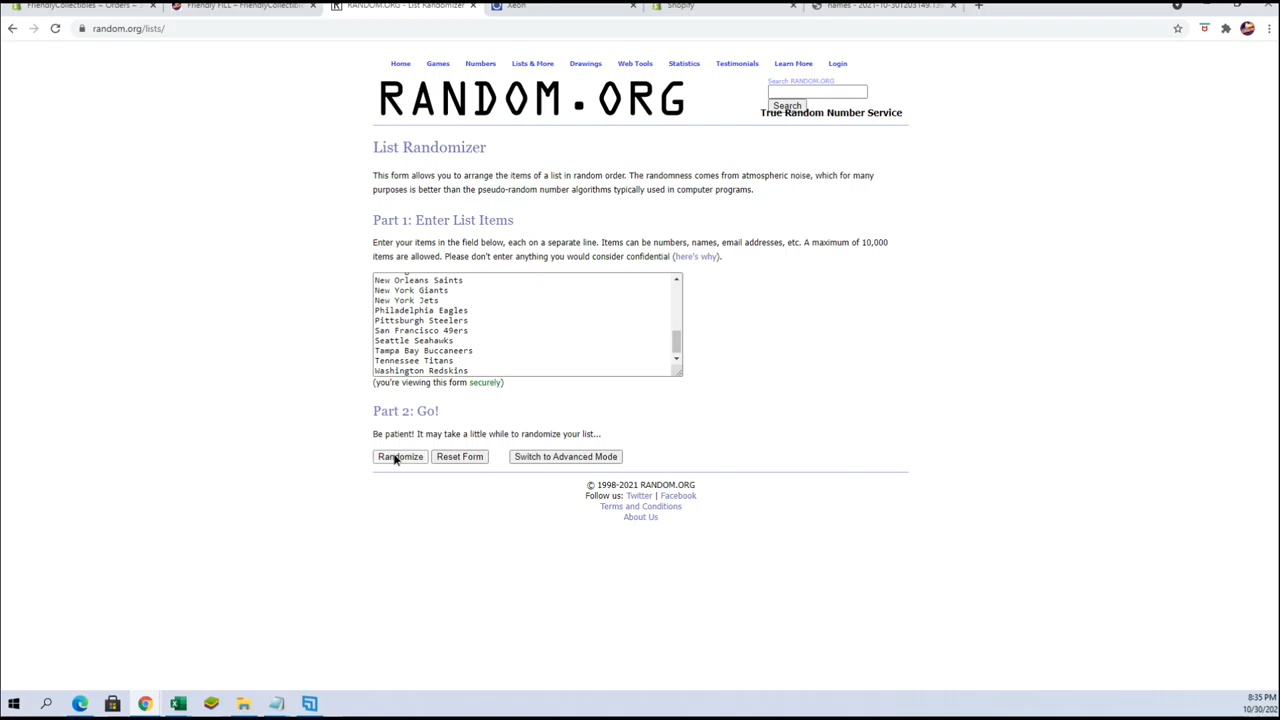 FriendlyCollectibles ~ Orders ~ S
Friendly FILL – FriendlyCollectible
RANDOM.ORG - List Randomizer
Xeon
Shopify
names - 2021-10-30T203149.13
random.org/lists/
Home Games Numbers Lists & More Drawings Web Tools Statistics Testimonials Learn More Login
Search RANDOM.ORG
RANDOM.ORG
Search
True Random Number Service
List Randomizer
This form allows you to arrange the items of a list in random order. The randomness comes from atmospheric noise, which for many
purposes is better than the pseudo-random number algorithms typically used in computer programs.
Part 1: Enter List Items
Enter your items in the field below, each on a separate line. Items can be numbers, names, email addresses, etc. A maximum of 10,000
items are allowed. Please don't enter anything you would consider confidential (here's why).
New Orleans Saints
New York Giants
New York Jets
Philadelphia Eagles
Pittsburgh Steelers
San Francisco 49ers
Seattle Seahawks
Tampa Bay Buccaneers
Tennessee Titans
Washington Redskins
(you're viewing this form securely)
Part 2: Go!
Be patient! It may take a little while to randomize your list...
Randomize Reset Form Switch to Advanced Mode
© 1998-2021 RANDOM.ORG
Follow us: Twitter | Facebook
Terms and Conditions
About Us
8:35 PM
10/30/202